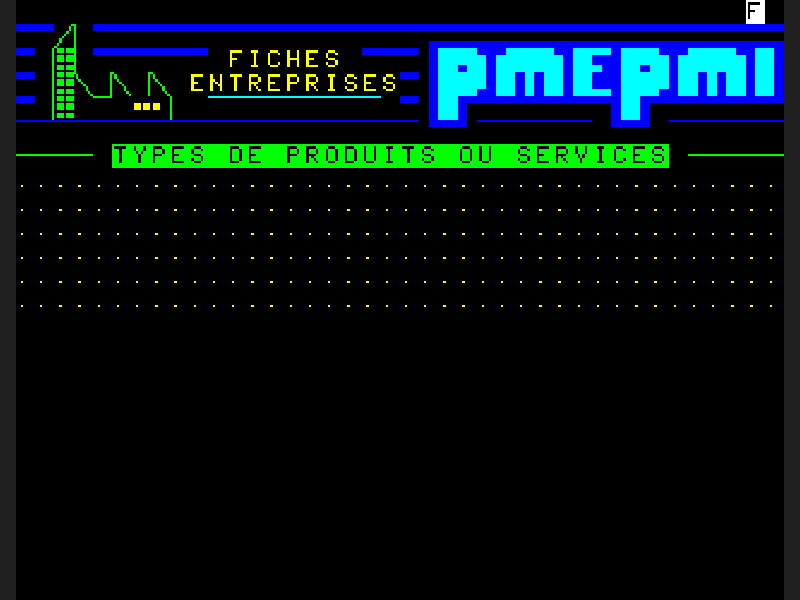 F
FICHES
ENTREPRISES
pmepmi
TYPES DE PRODUITS OU SERVICES